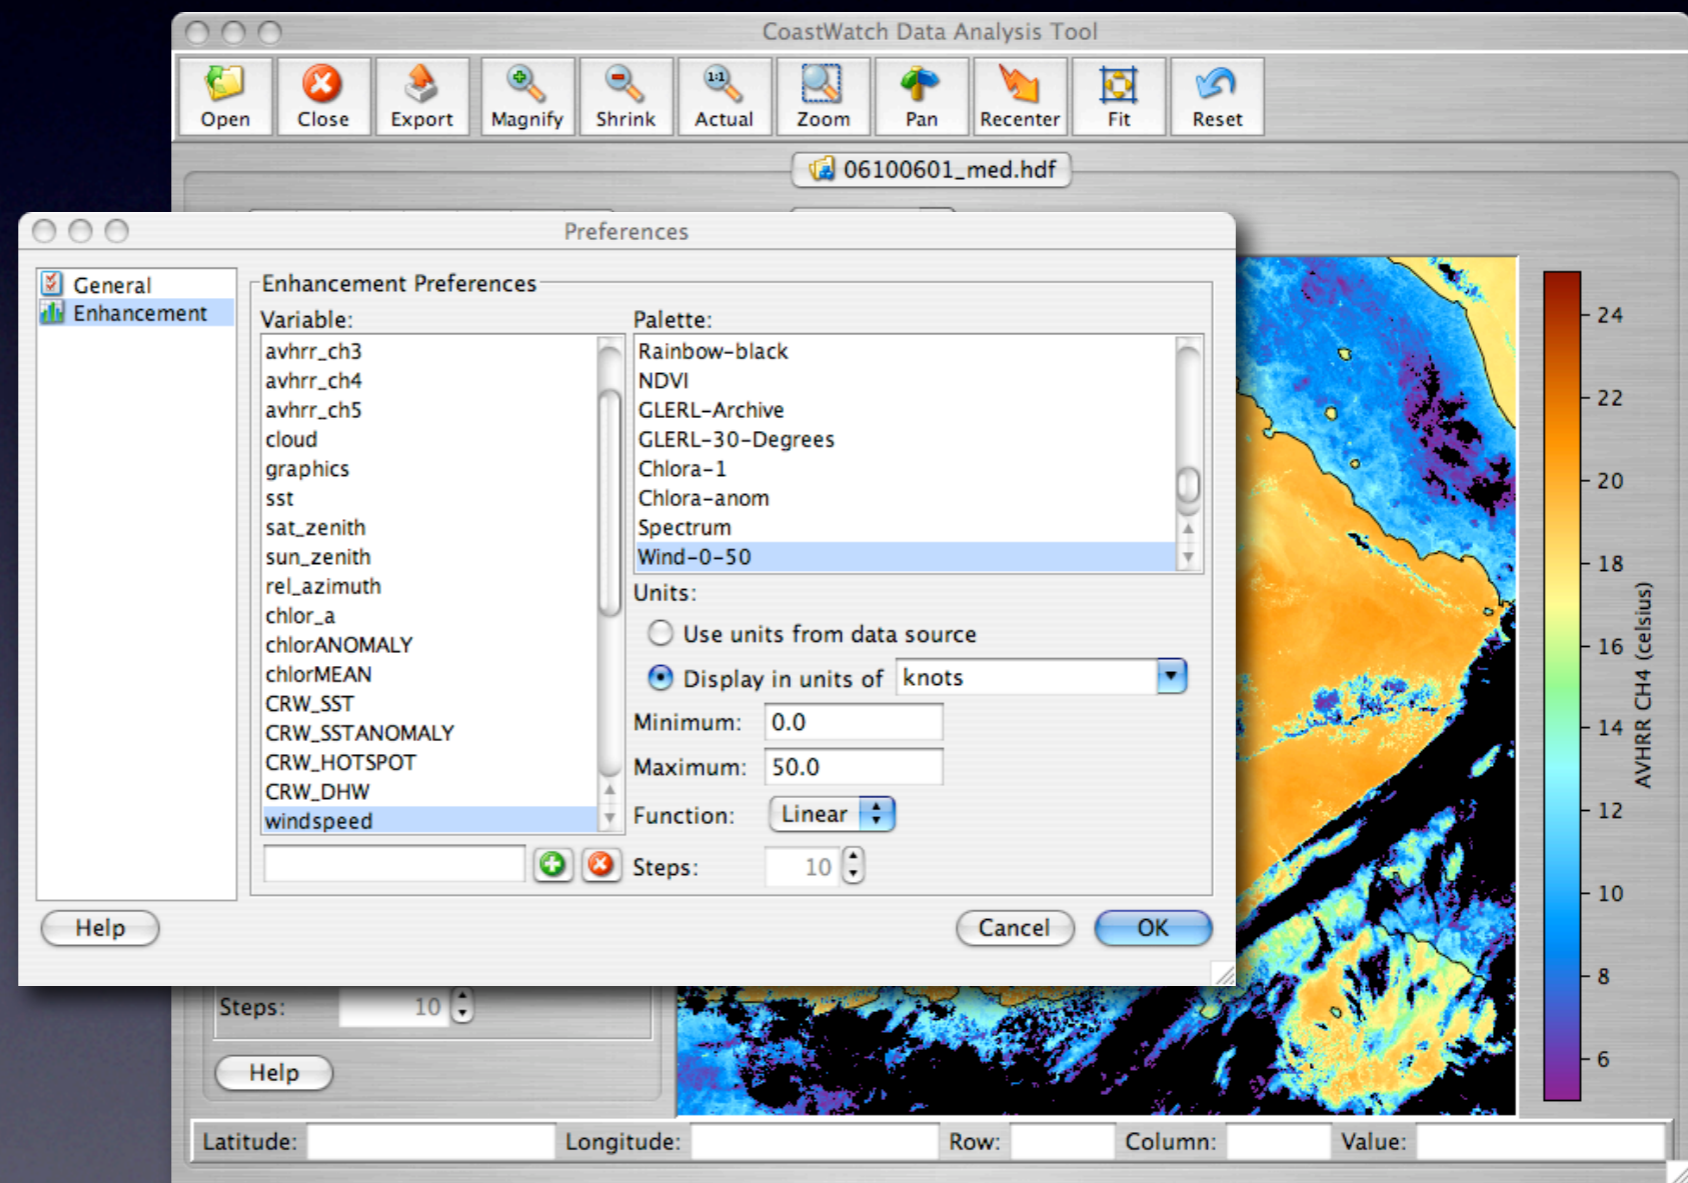 CoastWatch Data Analysis Tool
Open Close Export Magnify Shrink 1:1 Actual Zoom Pan Recenter Fit Reset
06100601_med.hdf
Preferences
General
Enhancement
Enhancement Preferences
Variable:
avhrr_ch3
avhrr_ch4
avhrr_ch5
cloud
graphics
sst
sat_zenith
sun_zenith
rel_azimuth
chlor_a
chlorANOMALY
chlorMEAN
CRW_SST
CRW_SSTANOMALY
CRW_HOTSPOT
CRW_DHW
windspeed
Palette:
Rainbow-black
NDVI
GLERL-Archive
GLERL-30-Degrees
Chlora-1
Chlora-anom
Spectrum
Wind-0-50
Units:
Use units from data source
Display in units of knots
Minimum: 0.0
Maximum: 50.0
Function: Linear
Steps: 10
Help
Cancel OK
24
22
20
18
16
14
12
10
8
6
AVHRR CH4 (celsius)
Steps: 10
Help
Latitude: Longitude: Row: Column: Value: